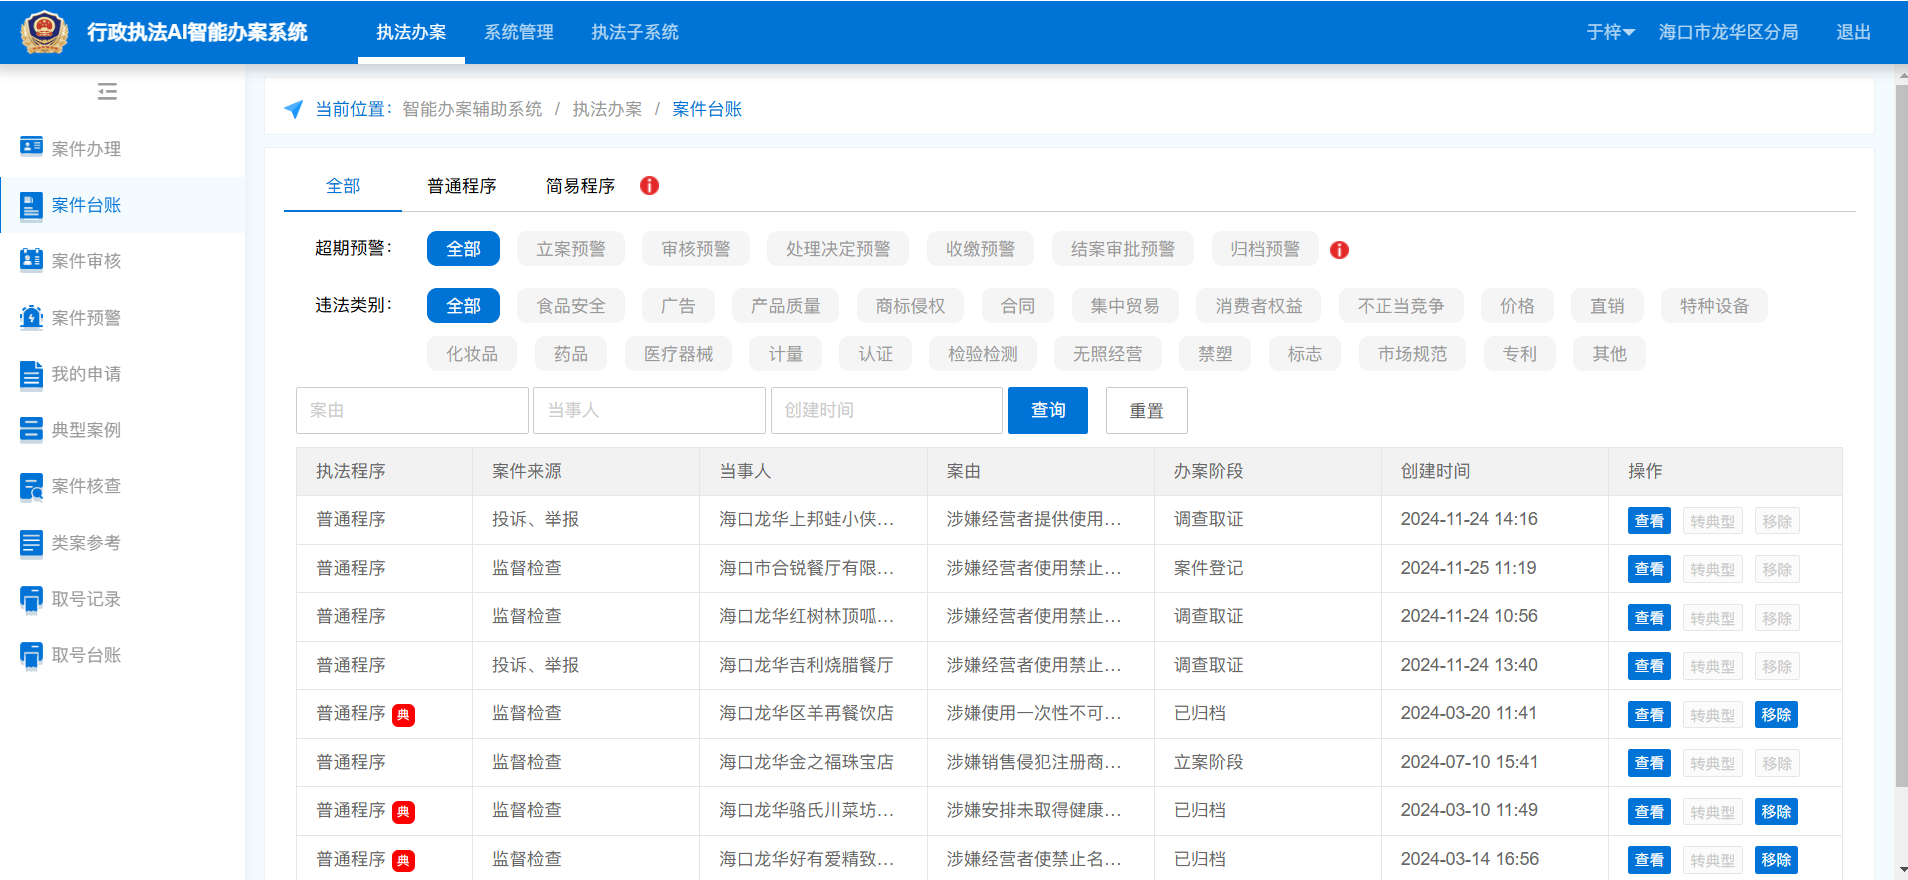 行政执法AI智能办案系统 执法办案 系统管理 执法子系统 于梓 海口市龙华区分局 退出
当前位置： 智能办案辅助系统 / 执法办案 / 案件台账
案件办理
案件台账
案件审核
案件预警
我的申请
典型案例
案件核查
类案参考
取号记录
取号台账
全部 普通程序 简易程序
超期预警： 全部 立案预警 审核预警 处理决定预警 收缴预警 结案审批预警 归档预警
违法类别： 全部 食品安全 广告 产品质量 商标侵权 合同 集中贸易 消费者权益 不正当竞争 价格 直销 特种设备
化妆品 药品 医疗器械 计量 认证 检验检测 无照经营 禁塑 标志 市场规范 专利 其他
案由 当事人 创建时间 查询 重置
执法程序 案件来源 当事人 案由 办案阶段 创建时间 操作
普通程序 投诉、举报 海口龙华上邦蛙小侠… 涉嫌经营者提供使用… 调查取证 2024-11-24 14:16 查看 转典型 移除
普通程序 监督检查 海口市合锐餐厅有限… 涉嫌经营者使用禁止… 案件登记 2024-11-25 11:19 查看 转典型 移除
普通程序 监督检查 海口龙华红树林顶呱… 涉嫌经营者使用禁止… 调查取证 2024-11-24 10:56 查看 转典型 移除
普通程序 投诉、举报 海口龙华吉利烧腊餐厅 涉嫌经营者使用禁止… 调查取证 2024-11-24 13:40 查看 转典型 移除
普通程序 典 监督检查 海口龙华区羊再餐饮店 涉嫌使用一次性不可… 已归档 2024-03-20 11:41 查看 转典型 移除
普通程序 监督检查 海口龙华金之福珠宝店 涉嫌销售侵犯注册商… 立案阶段 2024-07-10 15:41 查看 转典型 移除
普通程序 典 监督检查 海口龙华骆氏川菜坊… 涉嫌安排未取得健康… 已归档 2024-03-10 11:49 查看 转典型 移除
普通程序 典 监督检查 海口龙华好有爱精致… 涉嫌经营者使禁止名… 已归档 2024-03-14 16:56 查看 转典型 移除